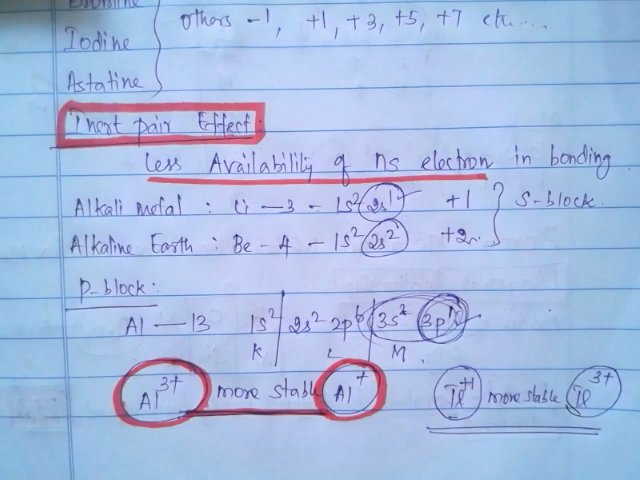 Others -1, +1, +3, +5, +7 etc....
Iodine
Astatine
Inert pair Effect:
Less Availability of ns electron in bonding
Alkali metal : Li — 3 - 1s² 2s¹ +1
S-block
Alkaline Earth : Be - 4 - 1s² 2s² +2
p-block:
Al — 13 1s² 2s² 2p⁶ 3s² 3p¹
K L M
Al³⁺ more stable Al⁺
Tl⁺¹ more stable Tl³⁺